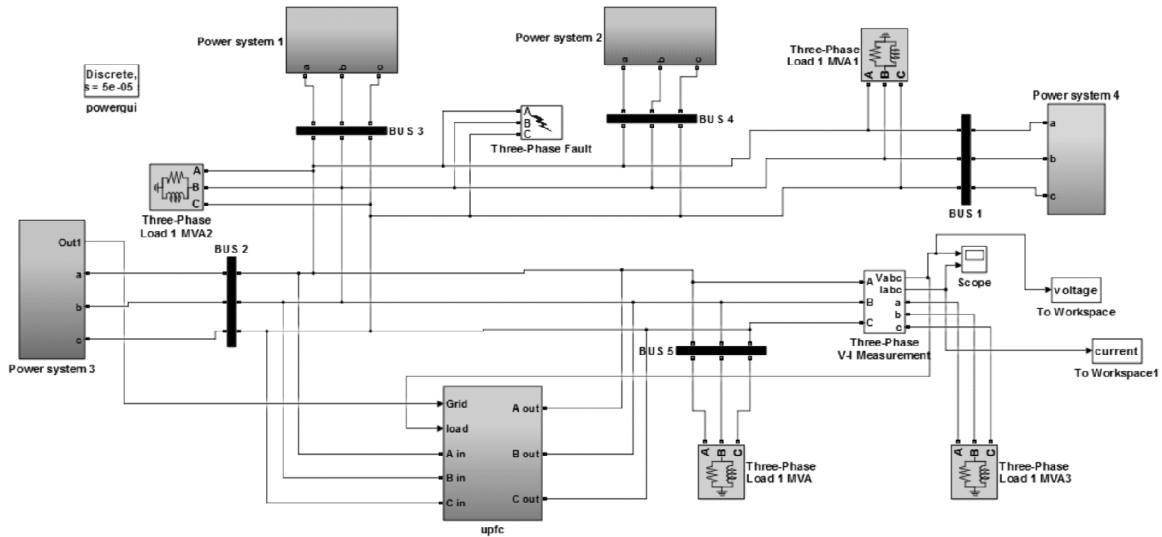 Power system 1
a b c
Power system 2
a b c
Three-Phase
Load 1 MVA1
A B C
Discrete,
s = 5e-05
powergui
Power system 4
a
b
c
BUS 3
A
B
C
Three-Phase Fault
BUS 4
BUS 1
A
B
C
Three-Phase
Load 1 MVA2
BUS 2
Out1
a
b
c
Power system 3
A
B
C
Vabc
Iabc
a
b
c
Three-Phase
V-I Measurement
Scope
voltage
To Workspace
current
To Workspace1
BUS 5
Grid
load
A in
B in
C in
A out
B out
C out
upfc
A B C
Three-Phase
Load 1 MVA
A B C
Three-Phase
Load 1 MVA3